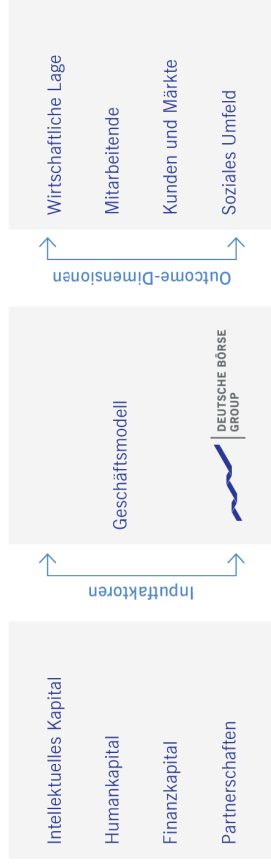 Intellektuelles Kapital
Humankapital
Finanzkapital
Partnerschaften
Inputfaktoren
Geschäftsmodell
DEUTSCHE BÖRSE
GROUP
Outcome-Dimensionen
Wirtschaftliche Lage
Mitarbeitende
Kunden und Märkte
Soziales Umfeld